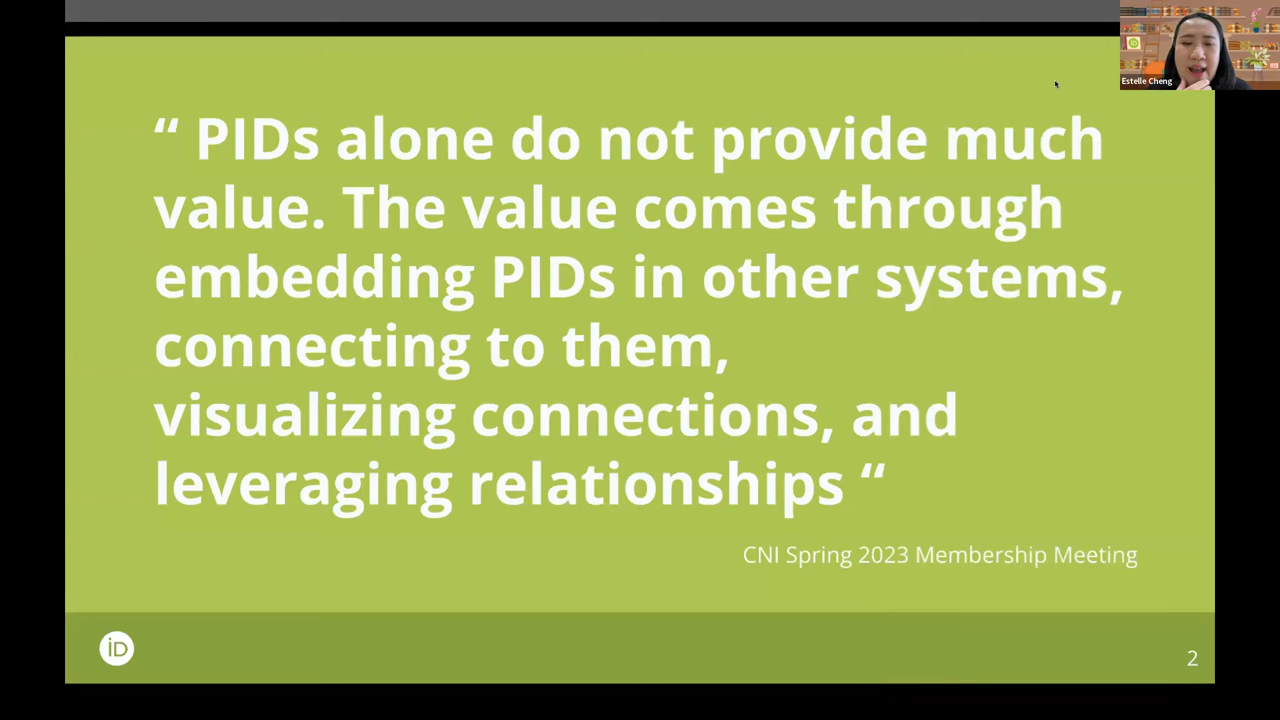 Estelle Cheng
“ PIDs alone do not provide much
value. The value comes through
embedding PIDs in other systems,
connecting to them,
visualizing connections, and
leveraging relationships “
CNI Spring 2023 Membership Meeting
iD
2